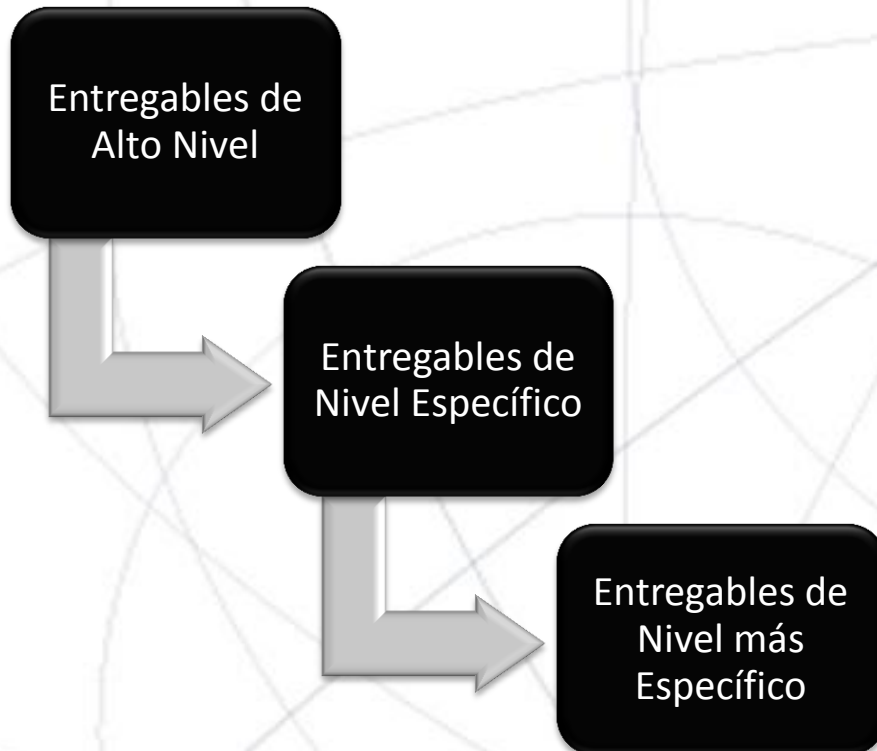 Entregables de
Alto Nivel
Entregables de
Nivel Específico
Entregables de
Nivel más
Específico